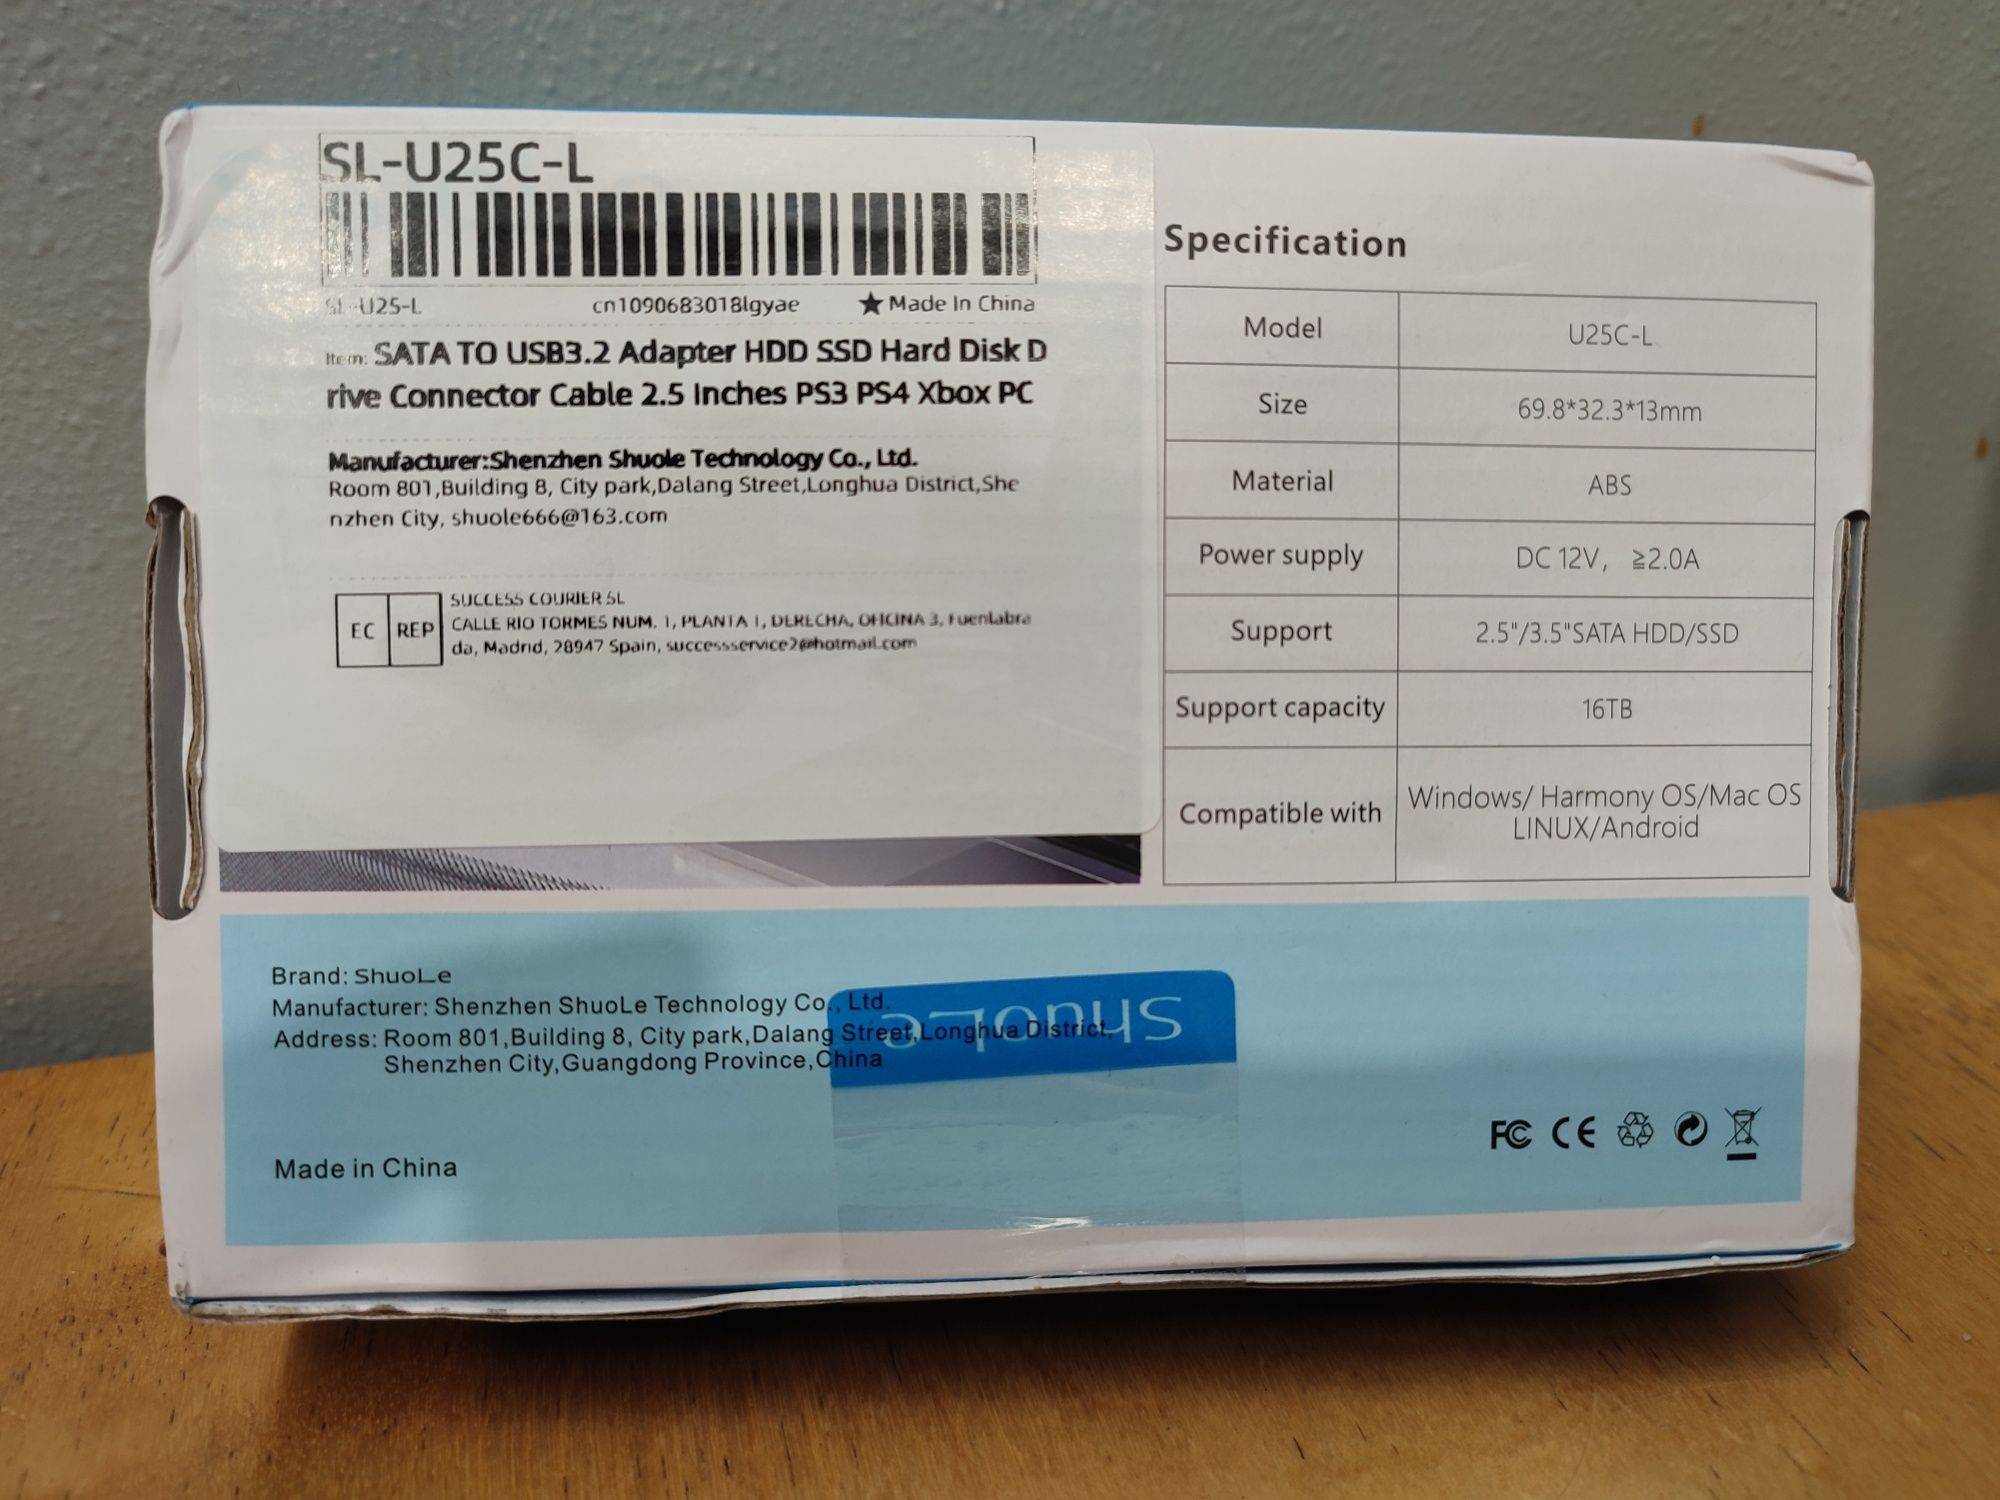 SL-U25C-L
SL-U25-L cn1090683018lgyae ★ Made In China
Item: SATA TO USB3.2 Adapter HDD SSD Hard Disk D
rive Connector Cable 2.5 Inches PS3 PS4 Xbox PC
Manufacturer:Shenzhen Shuole Technology Co., Ltd.
Room 801,Building 8, City park,Dalang Street,Longhua District,She
nzhen City, shuole666@163.com
EC REP
SUCCESS COURIER SL
CALLE RIO TORMES NUM. 1, PLANTA 1, DERECHA, OFICINA 3, Fuenlabra
da, Madrid, 28947 Spain, successservice2@hotmail.com
Specification
Model U25C-L
Size 69.8*32.3*13mm
Material ABS
Power supply DC 12V, ≧2.0A
Support 2.5"/3.5"SATA HDD/SSD
Support capacity 16TB
Compatible with Windows/ Harmony OS/Mac OS
LINUX/Android
Brand: ShuoLe
Manufacturer: Shenzhen ShuoLe Technology Co., Ltd.
Address: Room 801,Building 8, City park,Dalang Street,Longhua District,
Shenzhen City,Guangdong Province,China
ShuoLe
Made in China
FC CE